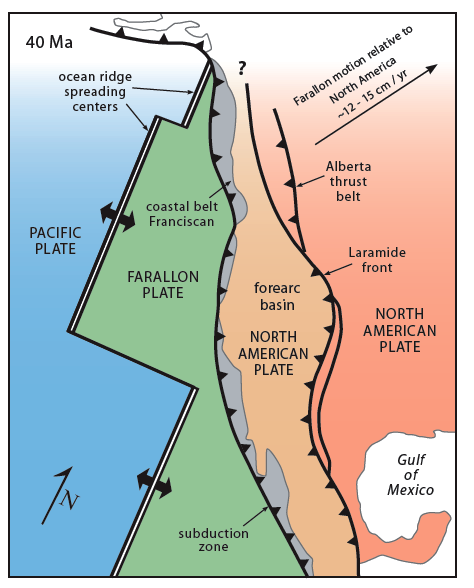 40 Ma
ocean ridge
spreading
centers
?
Farallon motion relative to
North America
~12 - 15 cm / yr
Alberta
thrust
belt
coastal belt
Franciscan
PACIFIC
PLATE
FARALLON
PLATE
Laramide
front
forearc
basin
NORTH
AMERICAN
PLATE
NORTH
AMERICAN
PLATE
Gulf
of
Mexico
N
subduction
zone